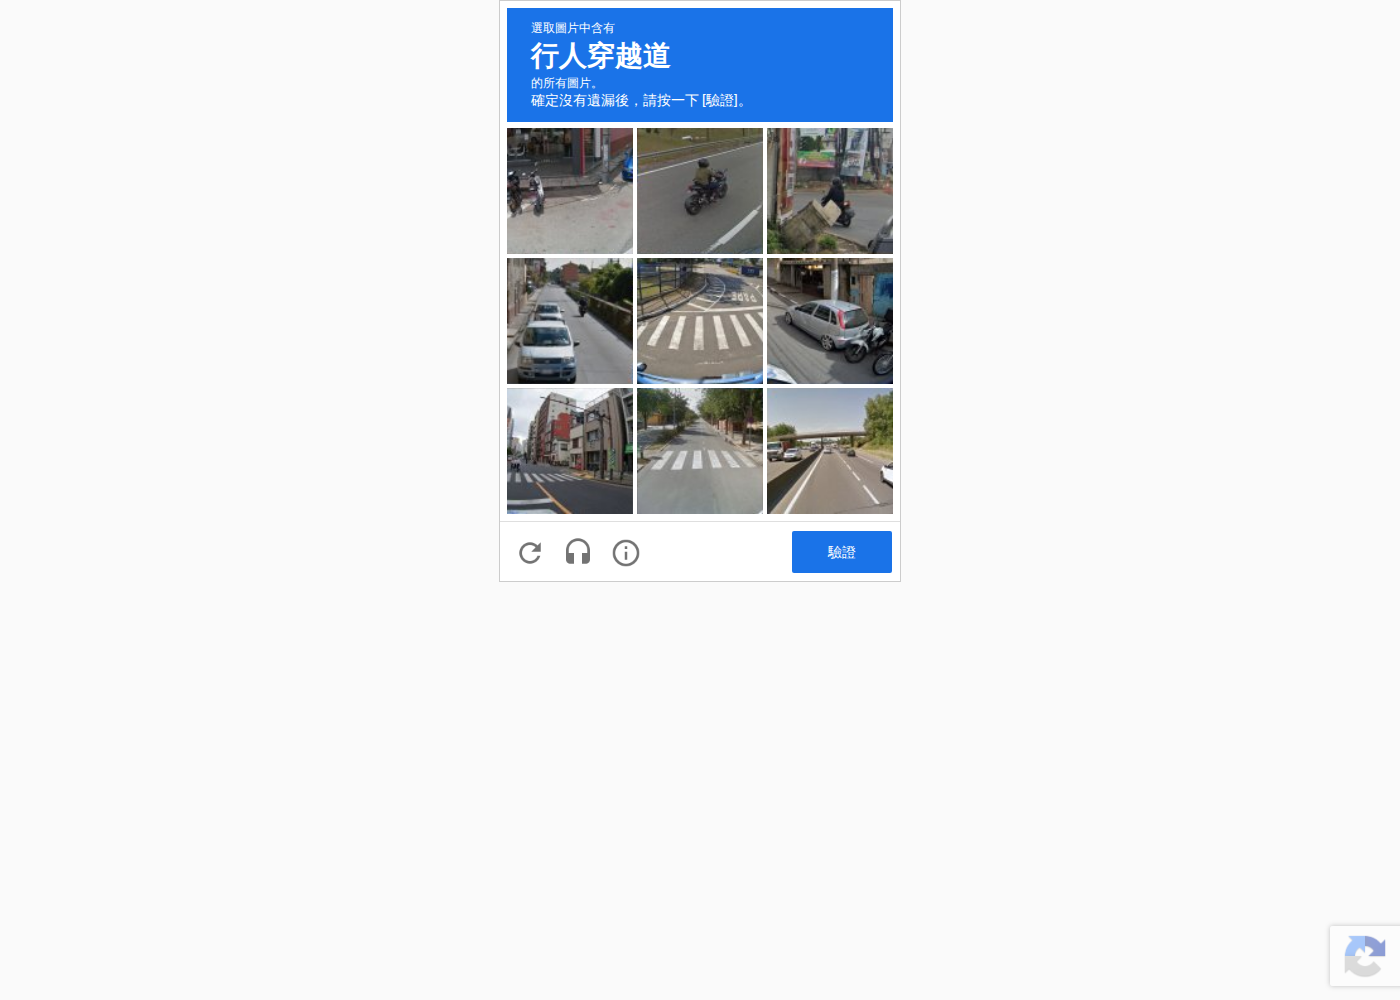 選取圖片中含有
行人穿越道
的所有圖片。
確定沒有遺漏後，請按一下 [驗證]。
驗證